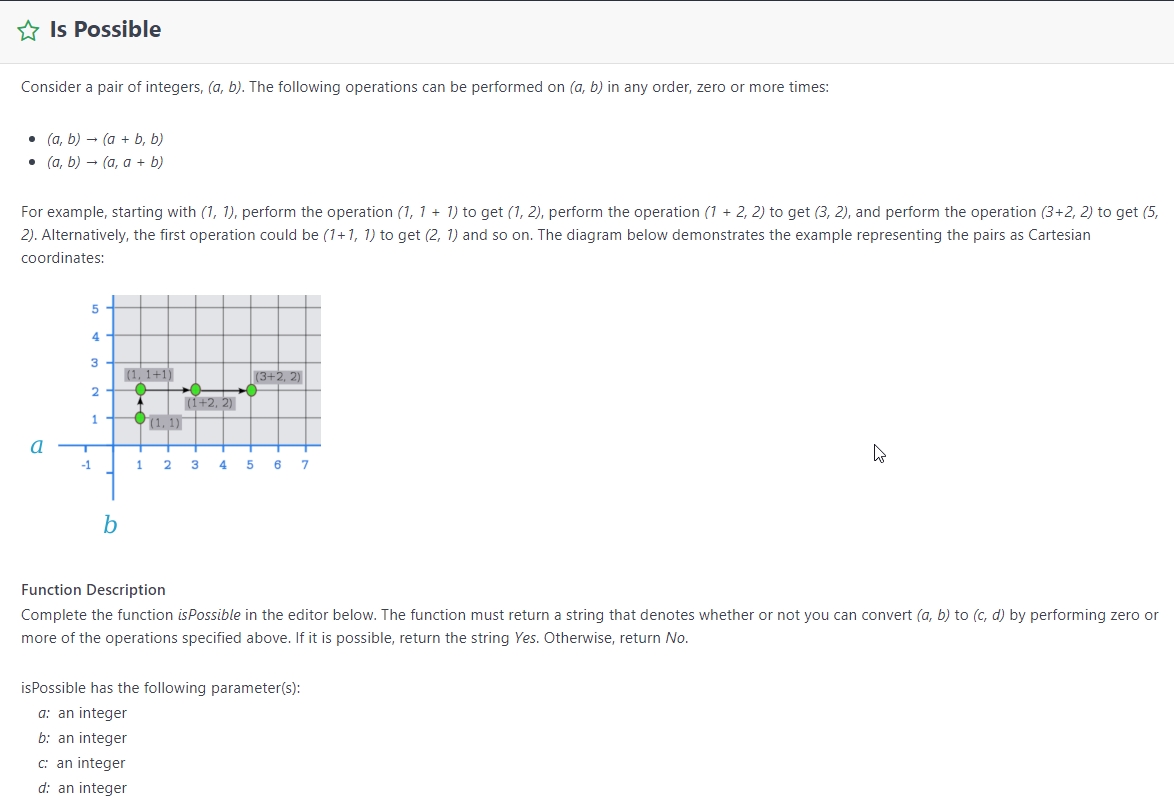 Is Possible
Consider a pair of integers, (a, b). The following operations can be performed on (a, b) in any order, zero or more times:
• (a, b) → (a + b, b)
• (a, b) → (a, a + b)
For example, starting with (1, 1), perform the operation (1, 1 + 1) to get (1, 2), perform the operation (1 + 2, 2) to get (3, 2), and perform the operation (3+2, 2) to get (5,
2). Alternatively, the first operation could be (1+1, 1) to get (2, 1) and so on. The diagram below demonstrates the example representing the pairs as Cartesian
coordinates:
5
4
3
(1, 1+1) (3+2, 2)
2
(1+2, 2)
1
(1, 1)
a
-1 1 2 3 4 5 6 7
b
Function Description
Complete the function isPossible in the editor below. The function must return a string that denotes whether or not you can convert (a, b) to (c, d) by performing zero or
more of the operations specified above. If it is possible, return the string Yes. Otherwise, return No.
isPossible has the following parameter(s):
a: an integer
b: an integer
c: an integer
d: an integer